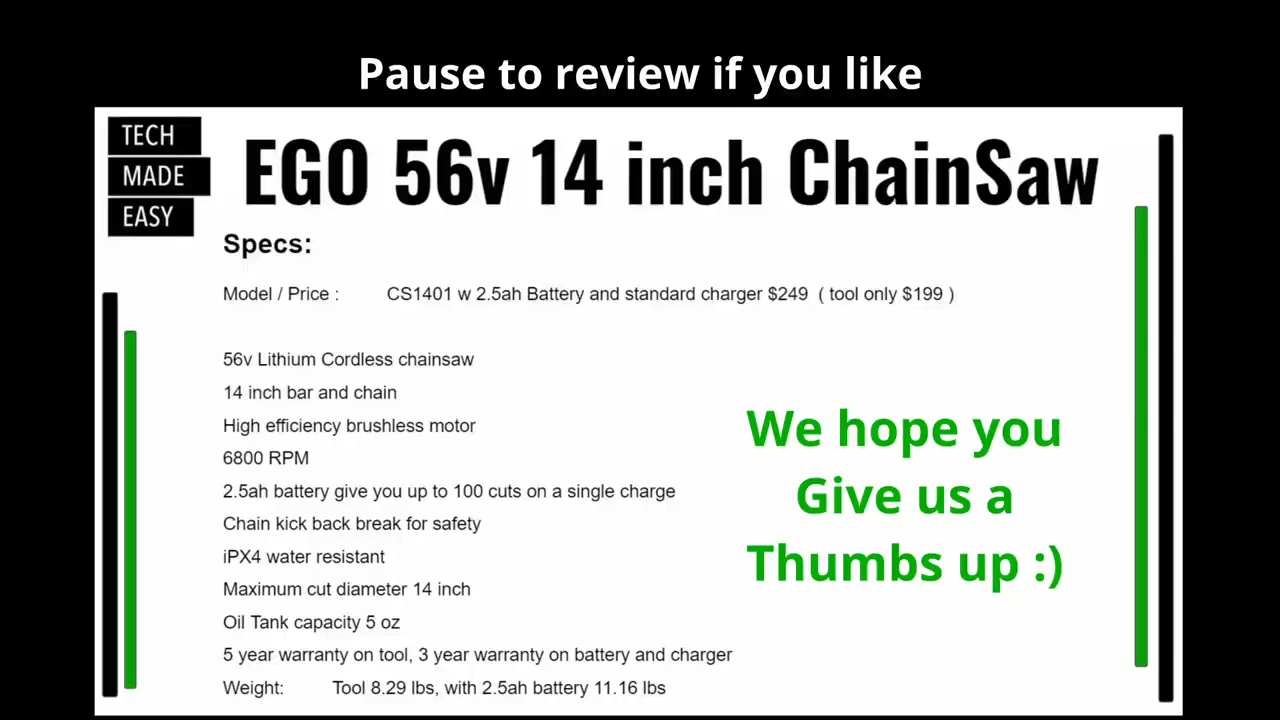 Pause to review if you like
TECH
MADE
EASY
EGO 56v 14 inch ChainSaw
Specs:
Model / Price : CS1401 w 2.5ah Battery and standard charger $249 ( tool only $199 )
56v Lithium Cordless chainsaw
14 inch bar and chain
High efficiency brushless motor
6800 RPM
2.5ah battery give you up to 100 cuts on a single charge
Chain kick back break for safety
iPX4 water resistant
Maximum cut diameter 14 inch
Oil Tank capacity 5 oz
5 year warranty on tool, 3 year warranty on battery and charger
Weight: Tool 8.29 lbs, with 2.5ah battery 11.16 lbs
We hope you
Give us a
Thumbs up :)